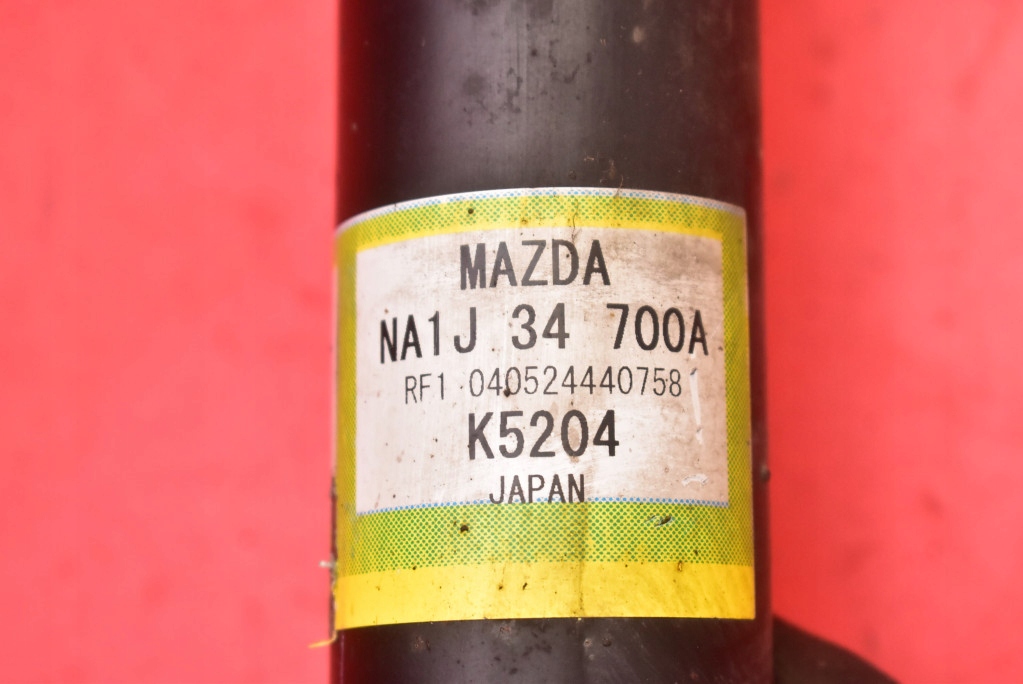 MAZDA
NA1J 34 700A
RF1 040524440758
K5204
JAPAN